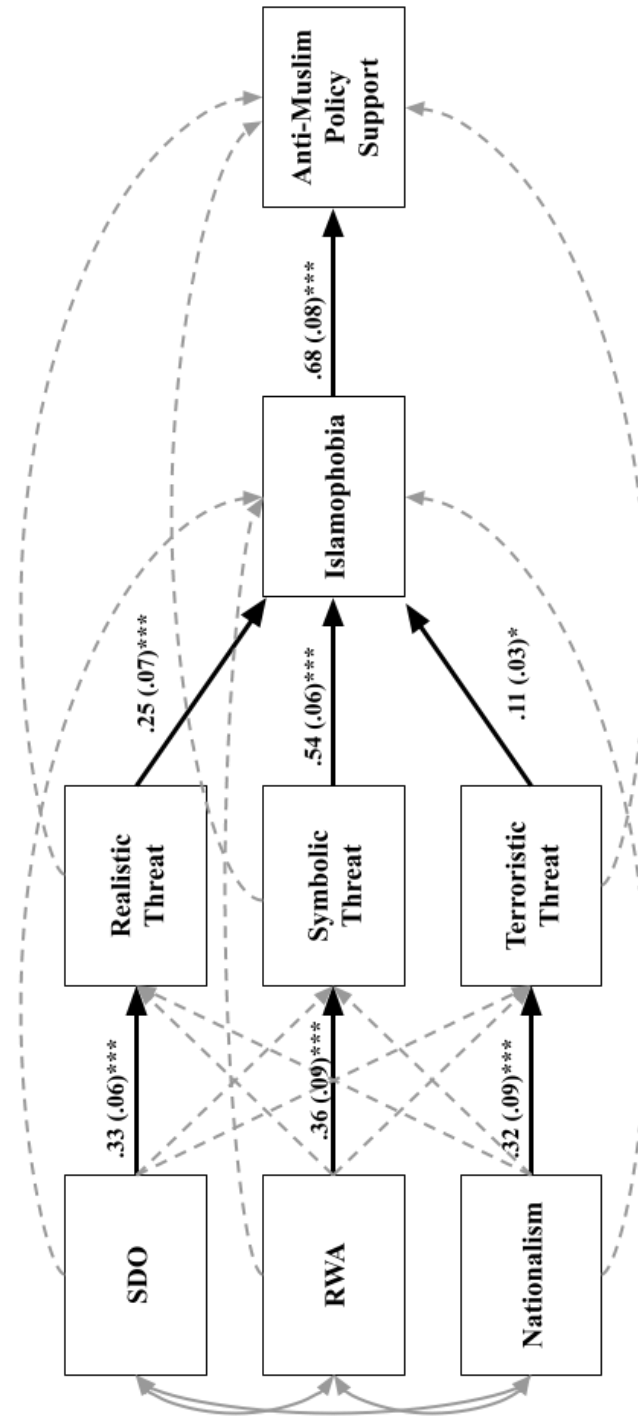 SDO
RWA
Nationalism
.33 (.06)***
.36 (.09)***
.32 (.09)***
Realistic
Threat
Symbolic
Threat
Terroristic
Threat
.25 (.07)***
.54 (.06)***
.11 (.03)*
Islamophobia
.68 (.08)***
Anti-Muslim
Policy
Support